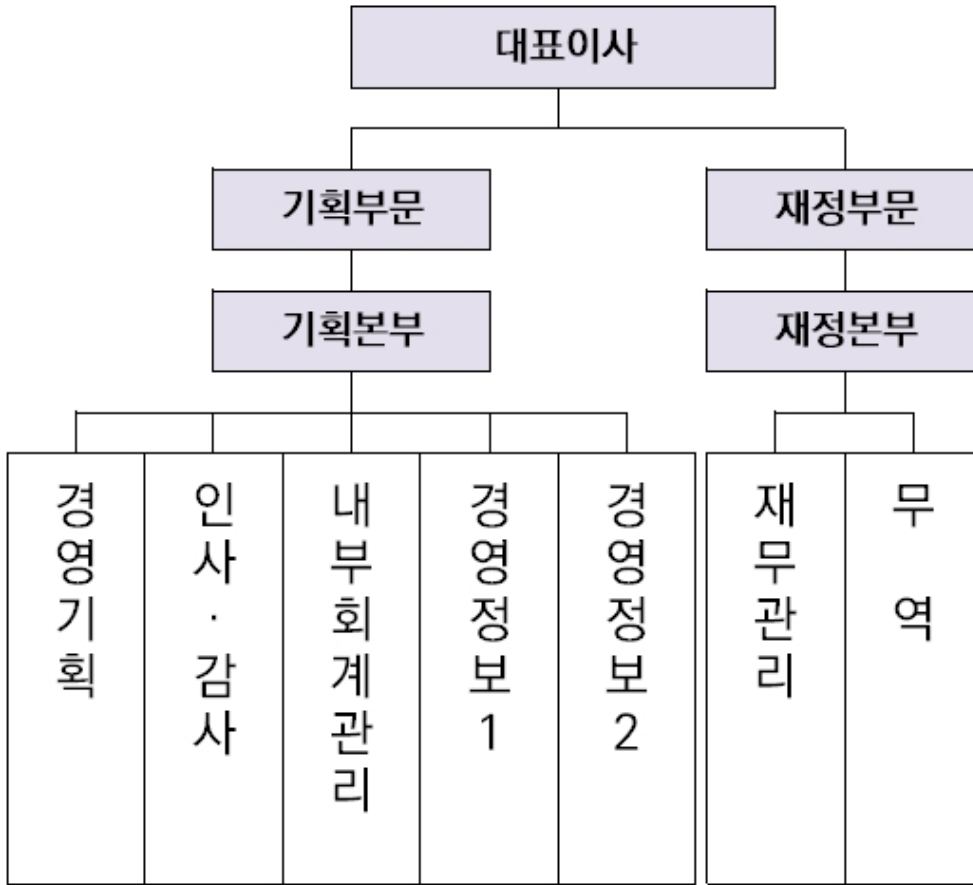 대표이사
기획부문
재정부문
기획본부
재정본부
경영기획
인사·감사
내부회계관리
경영정보1
경영정보2
재무관리
무역